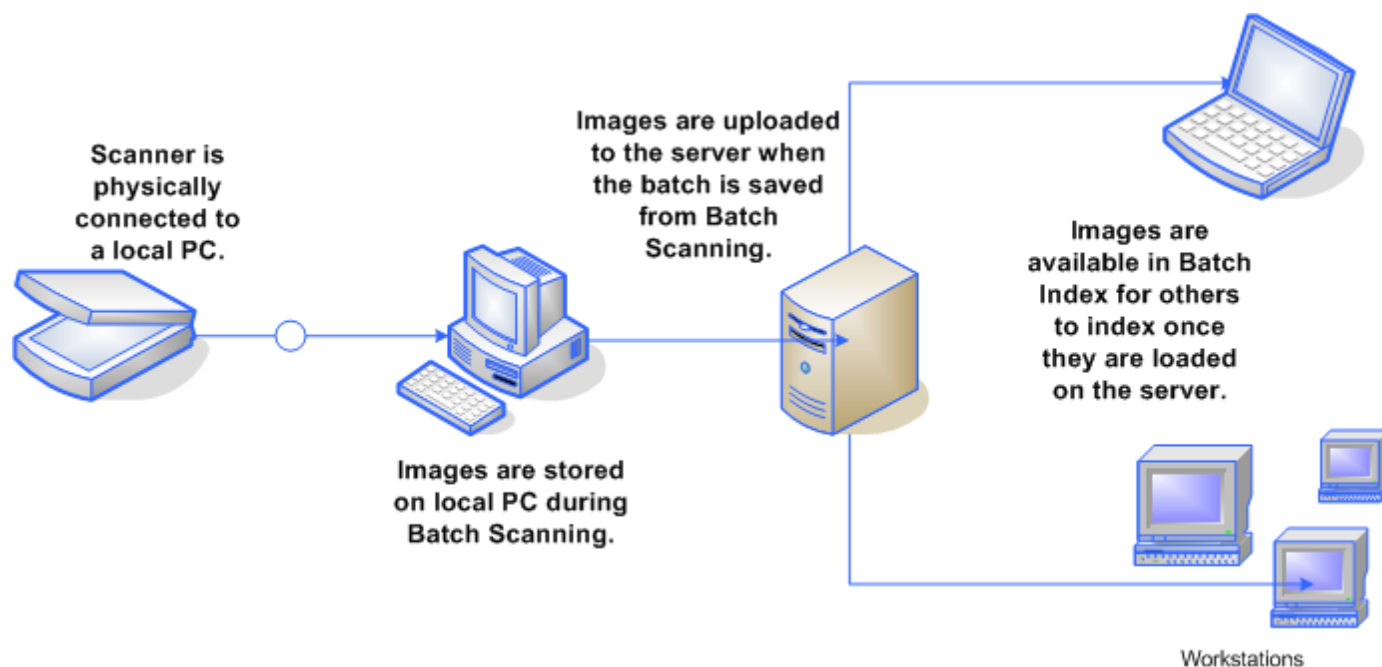 Scanner is
physically
connected to
a local PC.
Images are stored
on local PC during
Batch Scanning.
Images are uploaded
to the server when
the batch is saved
from Batch
Scanning.
Images are
available in Batch
Index for others
to index once
they are loaded
on the server.
Workstations